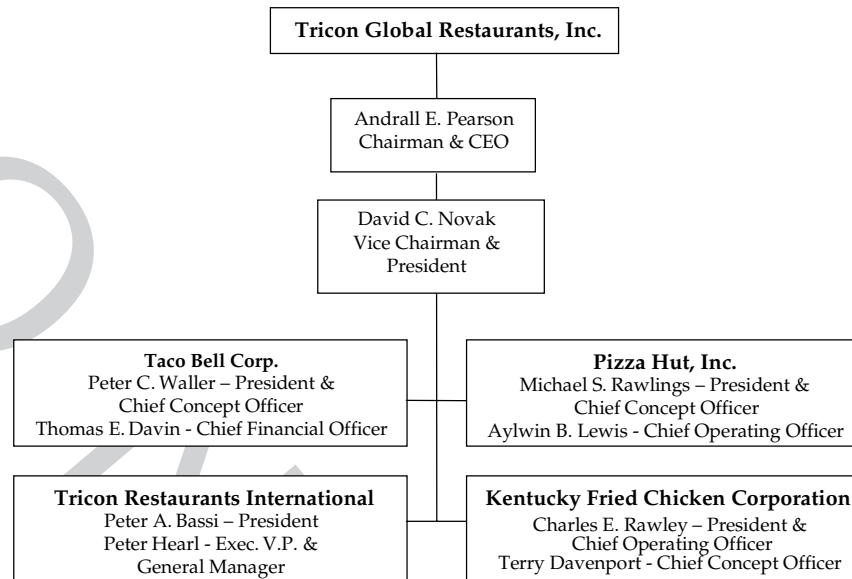 Tricon Global Restaurants, Inc.
Andrall E. Pearson
Chairman & CEO
David C. Novak
Vice Chairman &
President
Taco Bell Corp.
Peter C. Waller – President &
Chief Concept Officer
Thomas E. Davin - Chief Financial Officer
Pizza Hut, Inc.
Michael S. Rawlings – President &
Chief Concept Officer
Aylwin B. Lewis - Chief Operating Officer
Tricon Restaurants International
Peter A. Bassi – President
Peter Hearl - Exec. V.P. &
General Manager
Kentucky Fried Chicken Corporation
Charles E. Rawley – President &
Chief Operating Officer
Terry Davenport - Chief Concept Officer